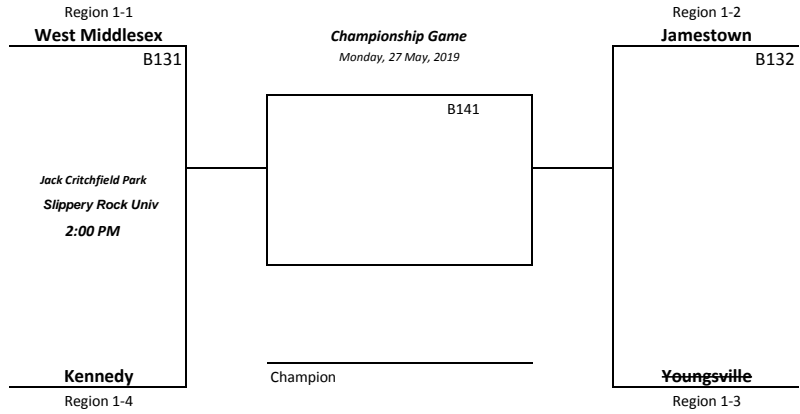 Region 1-1
West Middlesex
B131
Jack Critchfield Park
Slippery Rock Univ
2:00 PM
Kennedy
Region 1-4
Championship Game
Monday, 27 May, 2019
B141
Champion
Region 1-2
Jamestown
B132
Youngsville
Region 1-3